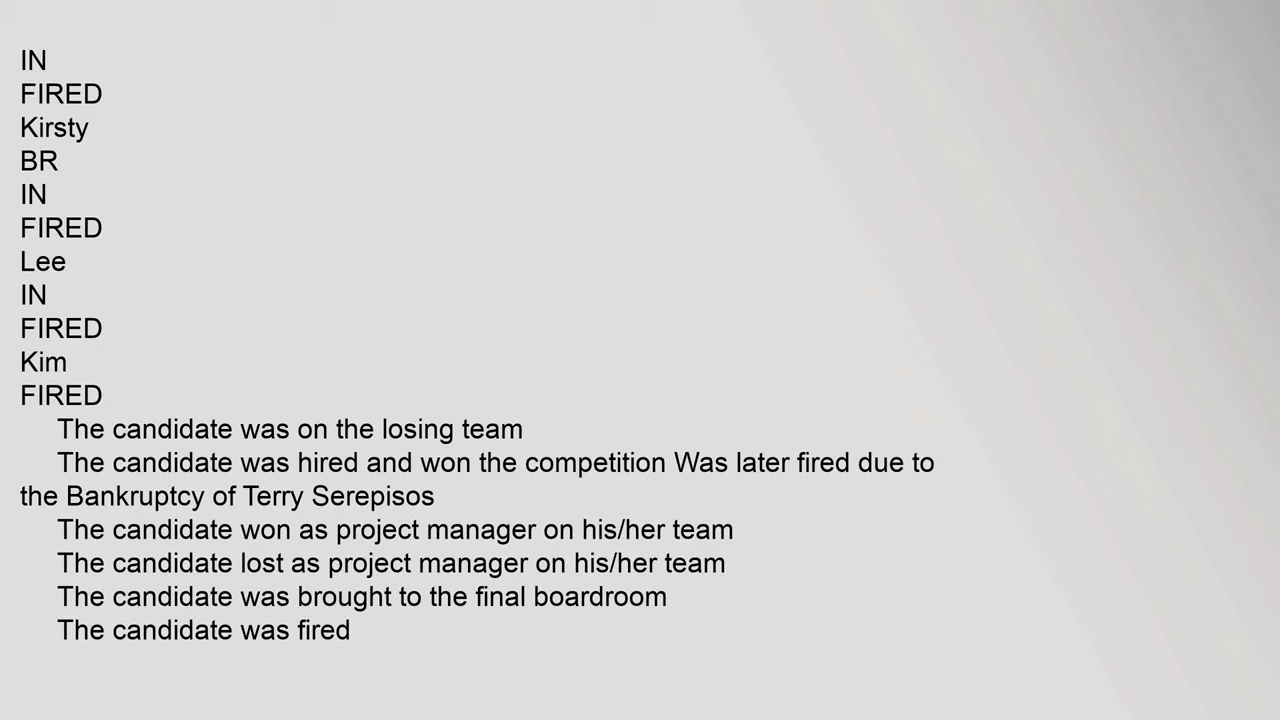 IN
FIRED
Kirsty
BR
IN
FIRED
Lee
IN
FIRED
Kim
FIRED
The candidate was on the losing team
The candidate was hired and won the competition Was later fired due to
the Bankruptcy of Terry Serepisos
The candidate won as project manager on his/her team
The candidate lost as project manager on his/her team
The candidate was brought to the final boardroom
The candidate was fired